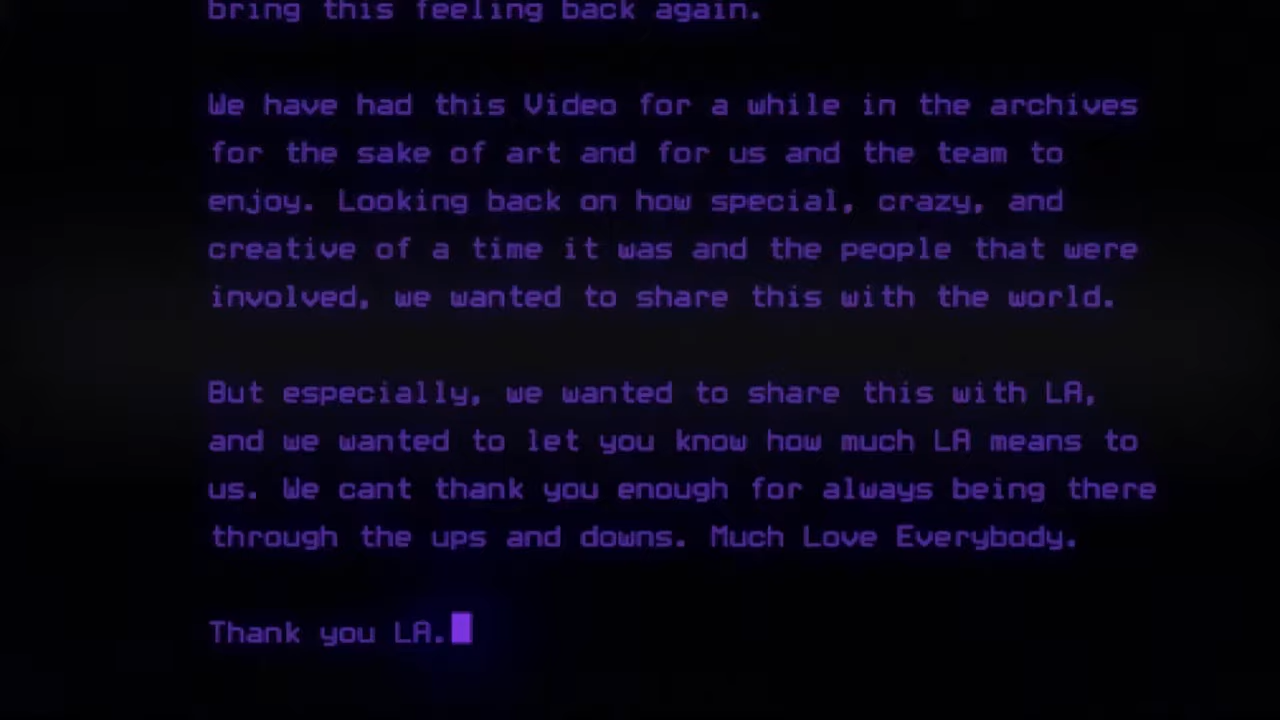 bring this feeling back again.
We have had this Video for a while in the archives
for the sake of art and for us and the team to
enjoy. Looking back on how special, crazy, and
creative of a time it was and the people that were
involved, we wanted to share this with the world.
But especially, we wanted to share this with LA,
and we wanted to let you know how much LA means to
us. We cant thank you enough for always being there
through the ups and downs. Much Love Everybody.
Thank you LA.